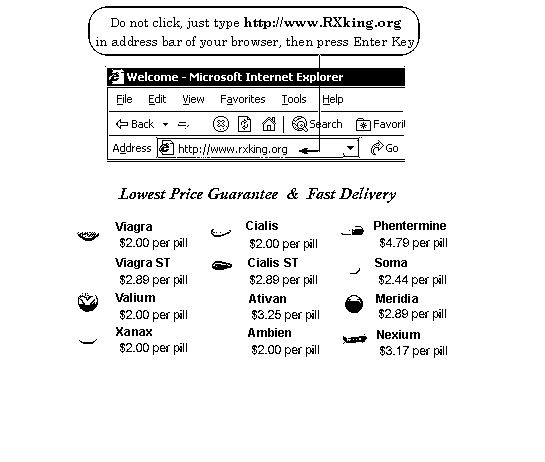 Do not click, just type http://www.RXking.org
in address bar of your browser, then press Enter Key
Welcome - Microsoft Internet Explorer
File Edit View Favorites Tools Help
Back Search Favorit
Address http://www.rxking.org Go
Lowest Price Guarantee & Fast Delivery
Viagra Cialis Phentermine
$2.00 per pill $2.00 per pill $4.79 per pill
Viagra ST Cialis ST Soma
$2.89 per pill $2.89 per pill $2.44 per pill
Valium Ativan Meridia
$2.00 per pill $3.25 per pill $2.89 per pill
Xanax Ambien Nexium
$2.00 per pill $2.00 per pill $3.17 per pill